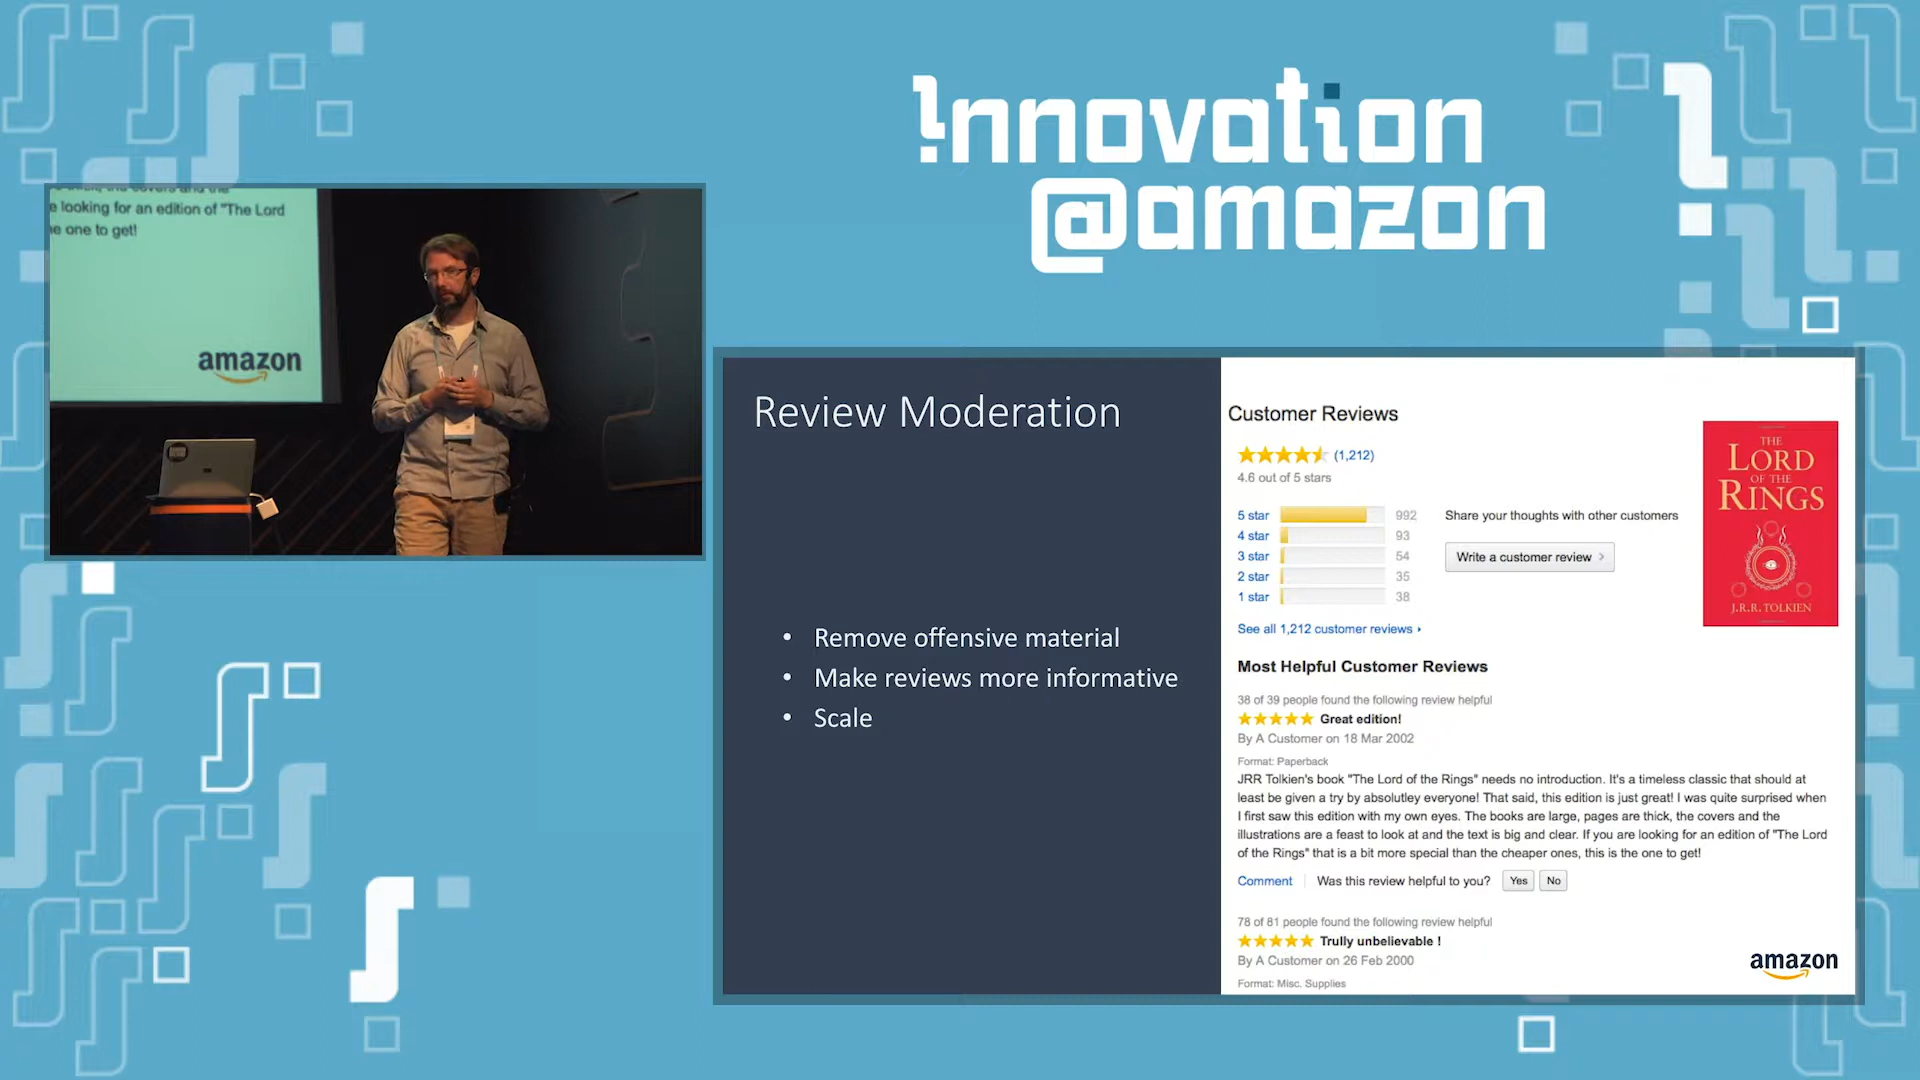 Innovation
@amazon
e looking for an edition of "The Lord
e one to get!
amazon
Review Moderation
• Remove offensive material
• Make reviews more informative
• Scale
Customer Reviews
(1,212)
4.6 out of 5 stars
5 star 992
4 star 93
3 star 54
2 star 35
1 star 38
Share your thoughts with other customers
Write a customer review
See all 1,212 customer reviews
THE
LORD
OF THE
RINGS
J.R.R. TOLKIEN
Most Helpful Customer Reviews
38 of 39 people found the following review helpful
Great edition!
By A Customer on 18 Mar 2002
Format: Paperback
JRR Tolkien's book "The Lord of the Rings" needs no introduction. It's a timeless classic that should at
least be given a try by absolutley everyone! That said, this edition is just great! I was quite surprised when
I first saw this edition with my own eyes. The books are large, pages are thick, the covers and the
illustrations are a feast to look at and the text is big and clear. If you are looking for an edition of "The Lord
of the Rings" that is a bit more special than the cheaper ones, this is the one to get!
Comment Was this review helpful to you? Yes No
78 of 81 people found the following review helpful
Trully unbelievable !
By A Customer on 26 Feb 2000
Format: Misc. Supplies
amazon